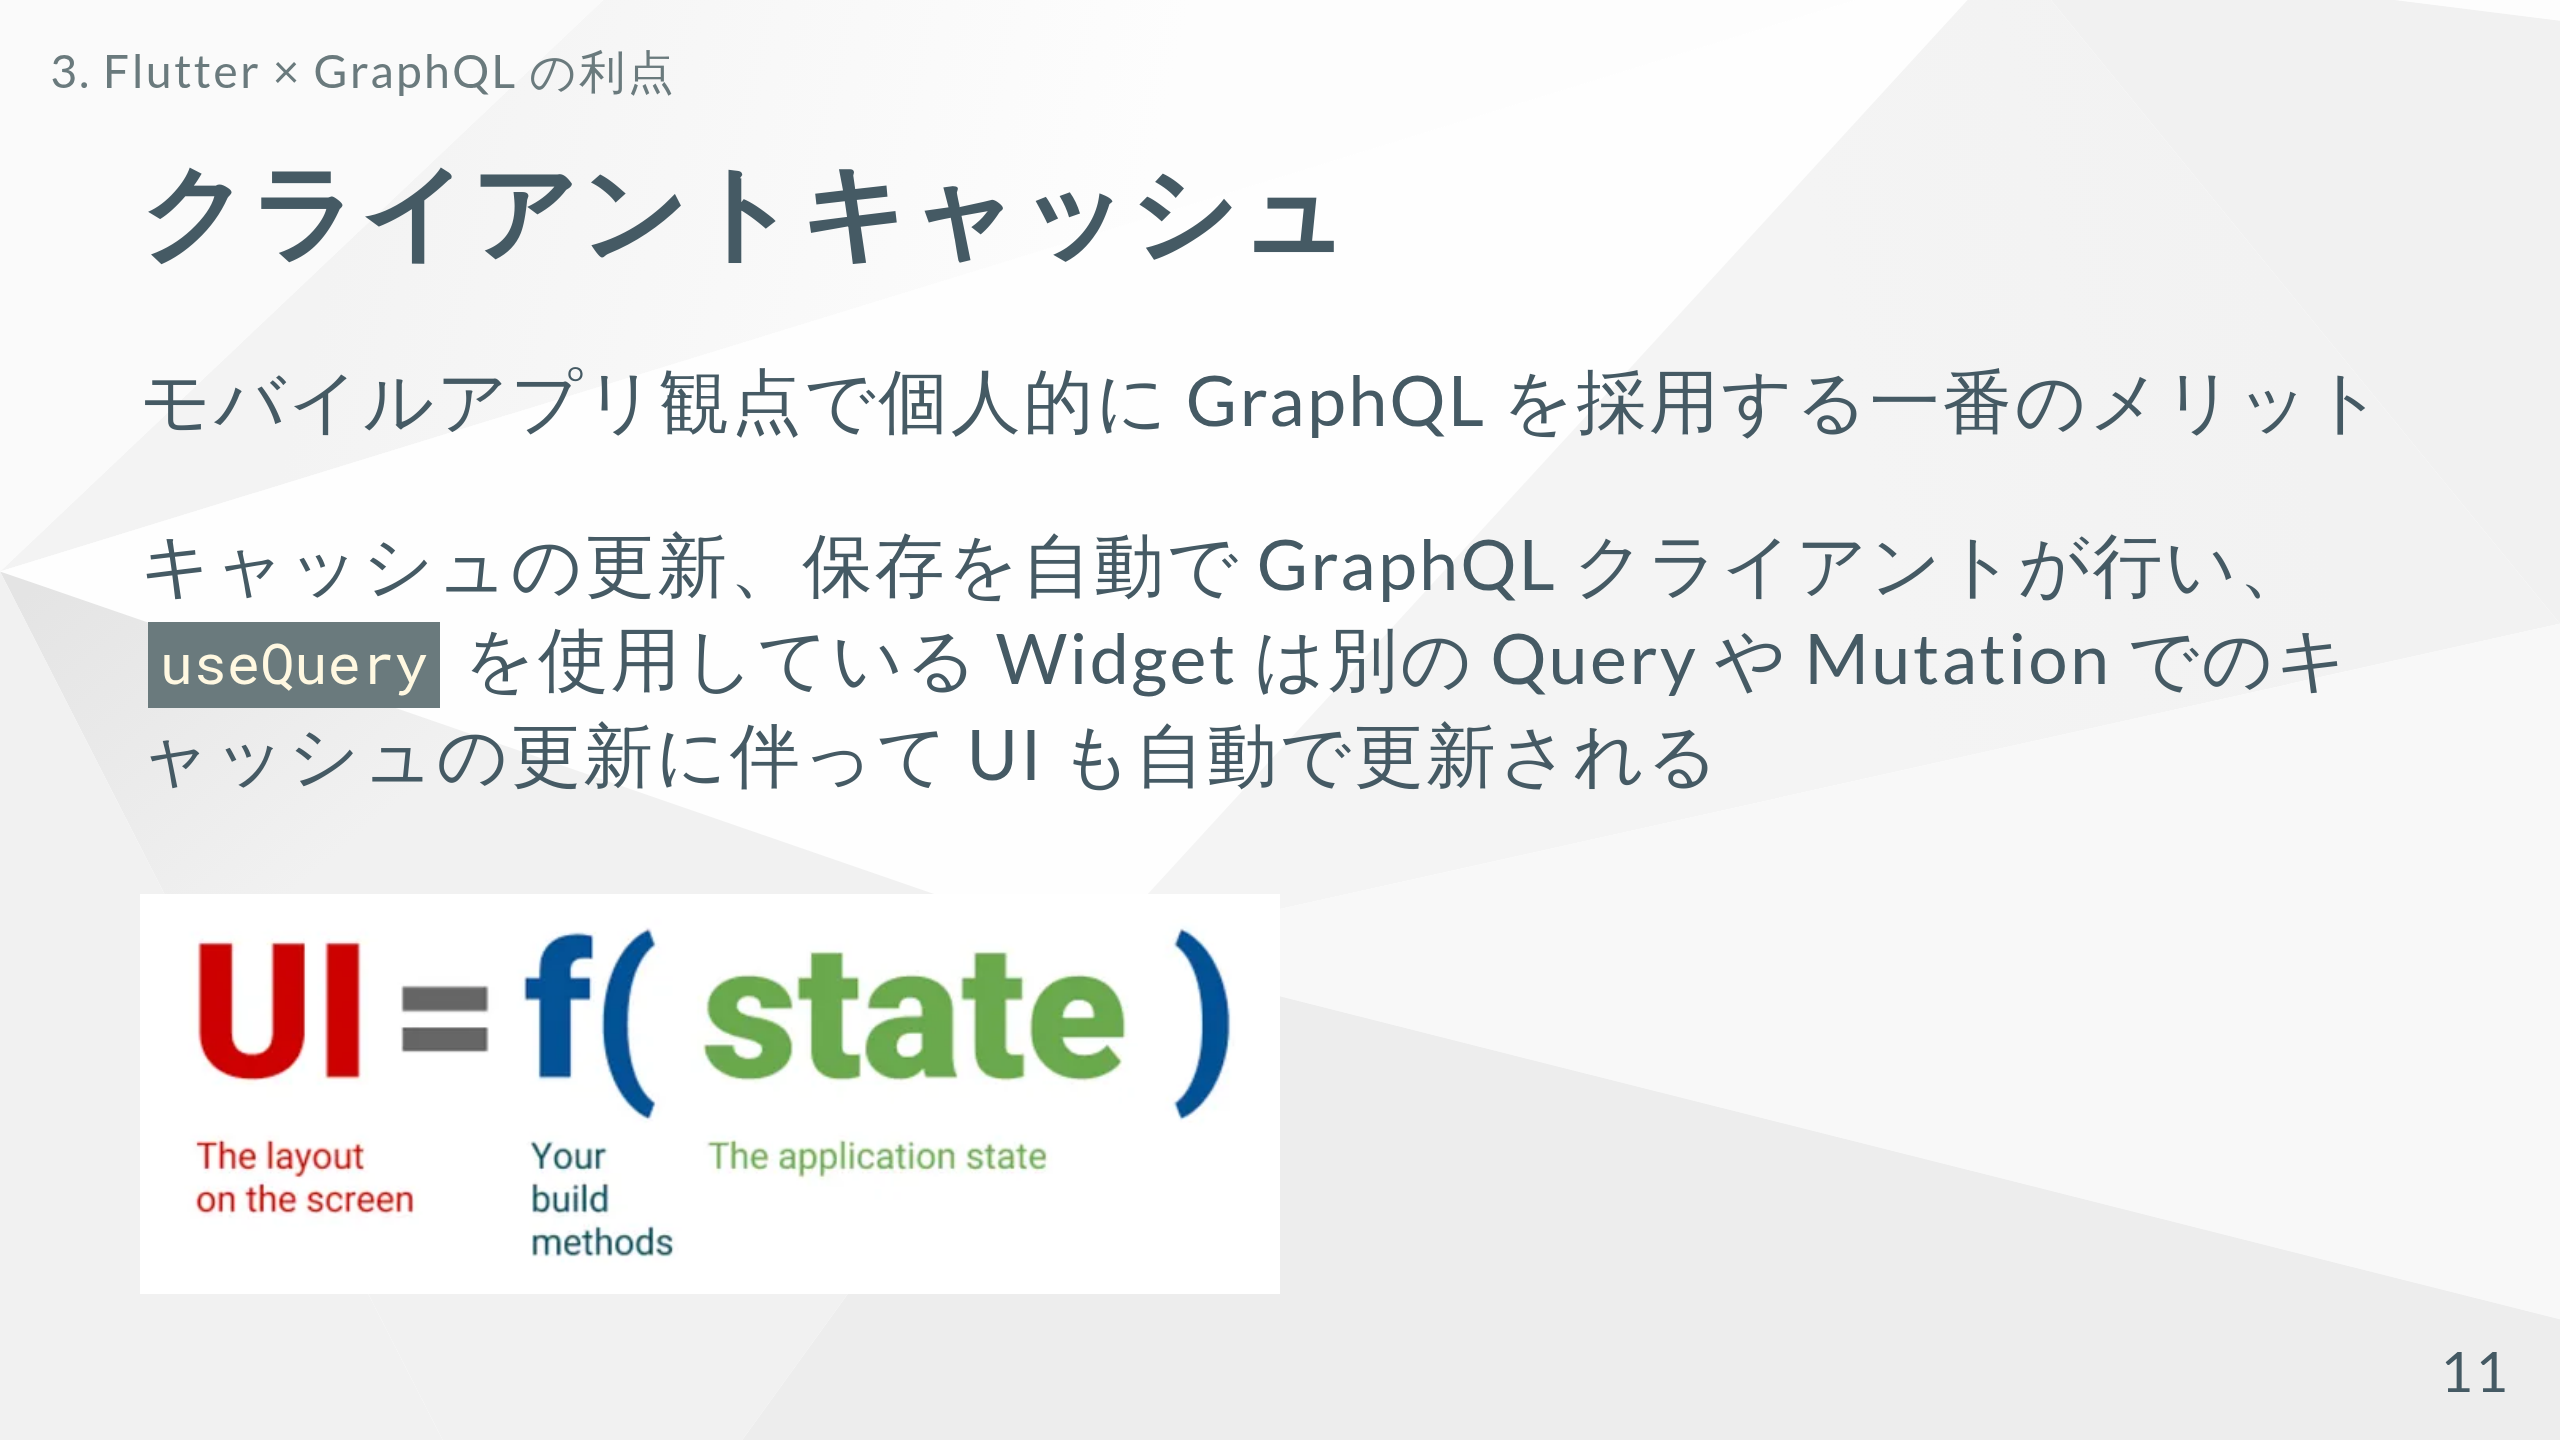 3. Flutter × GraphQL の利点
クライアントキャッシュ
モバイルアプリ観点で個人的に GraphQL を採用する一番のメリット
キャッシュの更新、保存を自動で GraphQL クライアントが行い、
useQuery を使用している Widget は別の Query や Mutation でのキ
ャッシュの更新に伴って UI も自動で更新される
UI = f( state )
The layout
on the screen
Your
build
methods
The application state
11